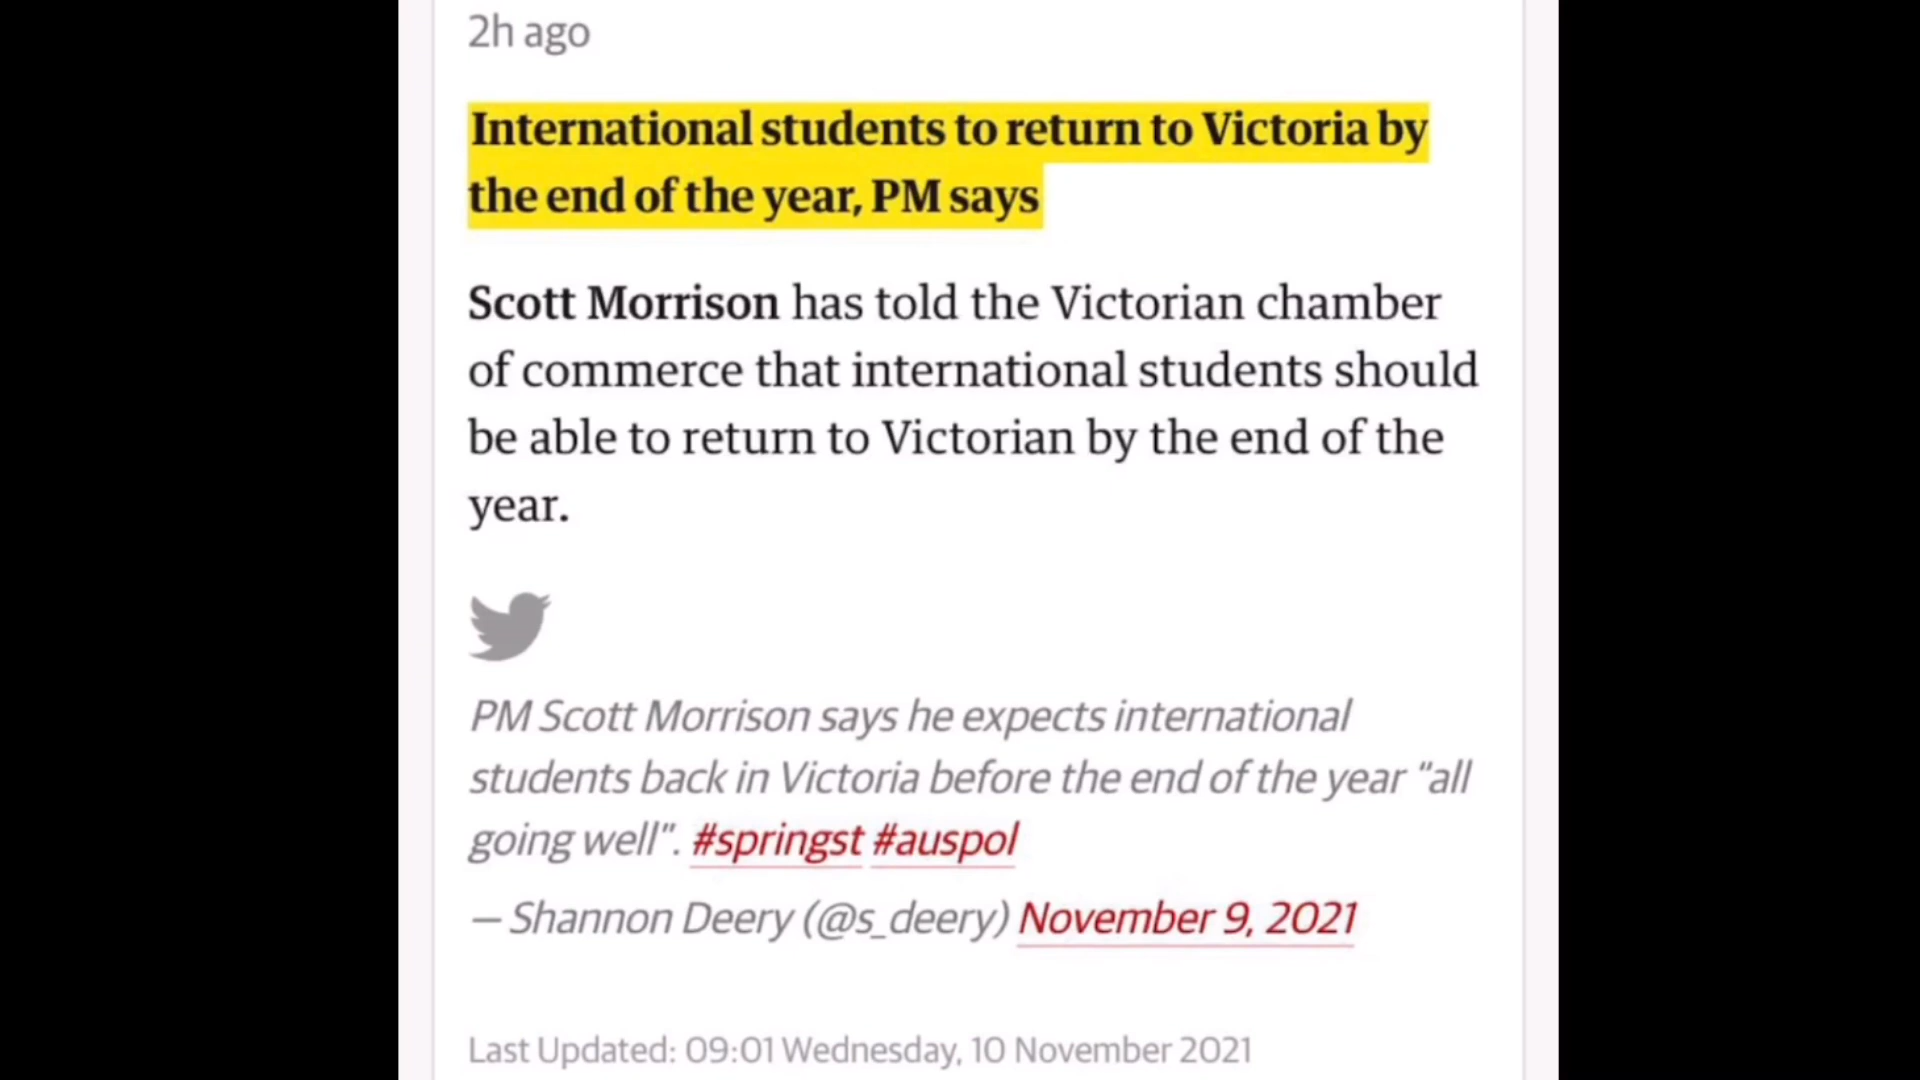 2h ago
International students to return to Victoria by
the end of the year, PM says
Scott Morrison has told the Victorian chamber
of commerce that international students should
be able to return to Victorian by the end of the
year.
PM Scott Morrison says he expects international
students back in Victoria before the end of the year “all
going well”. #springst #auspol
— Shannon Deery (@s_deery) November 9, 2021
Last Updated: 09:01 Wednesday, 10 November 2021